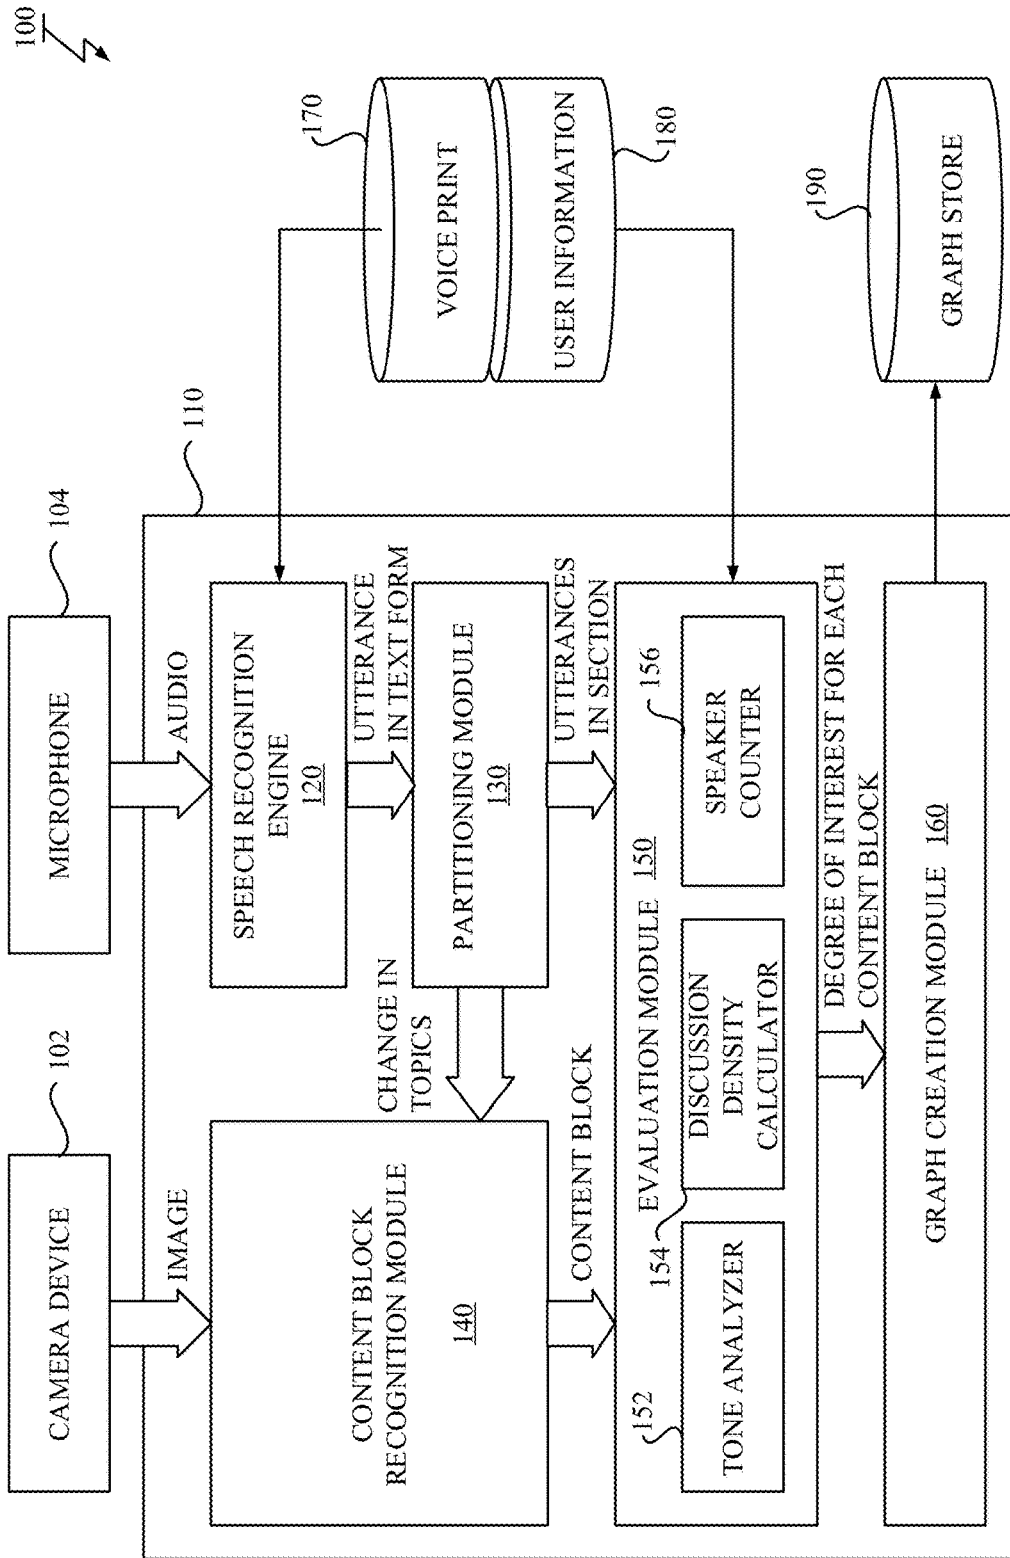 100
CAMERA DEVICE
102
MICROPHONE
104
IMAGE
AUDIO
110
CONTENT BLOCK
RECOGNITION MODULE
140
CHANGE IN
TOPICS
SPEECH RECOGNITION
ENGINE
120
UTTERANCE
IN TEXT FORM
PARTITIONING MODULE
130
CONTENT BLOCK
UTTERANCES
IN SECTION
170
VOICE PRINT
USER INFORMATION
180
EVALUATION MODULE 150
152
TONE ANALYZER
154
DISCUSSION
DENSITY
CALCULATOR
156
SPEAKER
COUNTER
DEGREE OF INTEREST FOR EACH
CONTENT BLOCK
GRAPH CREATION MODULE 160
190
GRAPH STORE